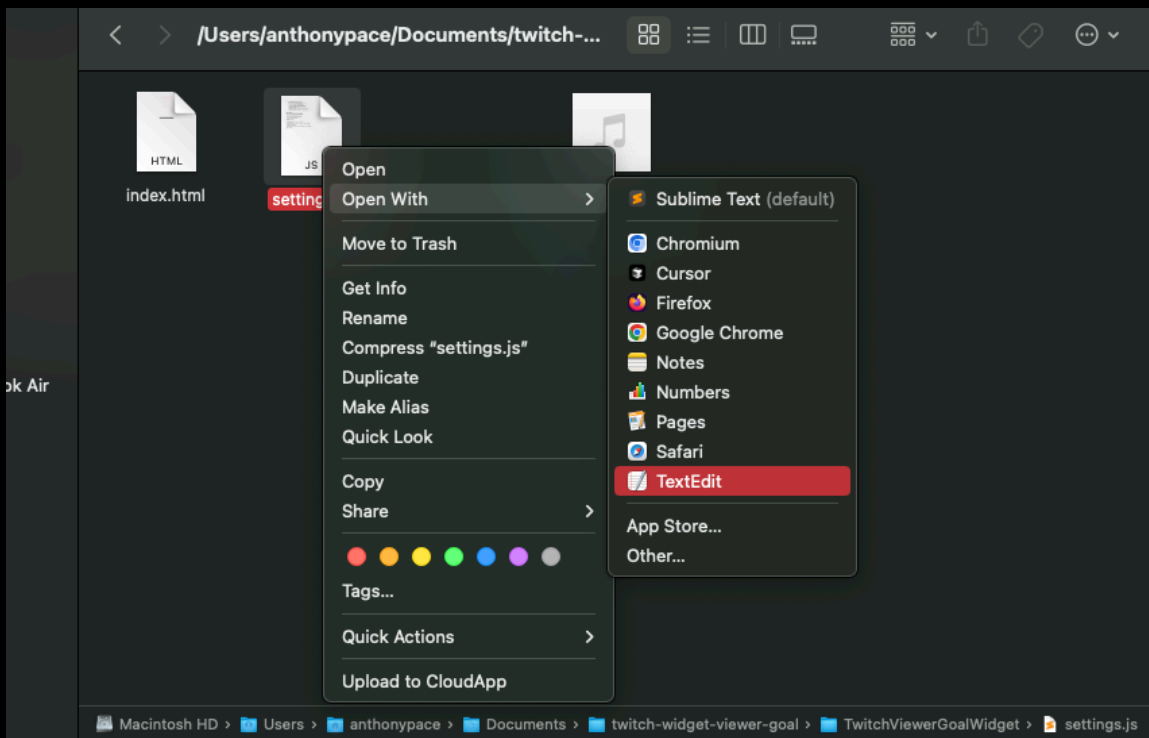 /Users/anthonypace/Documents/twitch-...
HTML
index.html
JS
setting
ok Air
Open
Open With
Move to Trash
Get Info
Rename
Compress “settings.js”
Duplicate
Make Alias
Quick Look
Copy
Share
Tags...
Quick Actions
Upload to CloudApp
Sublime Text (default)
Chromium
Cursor
Firefox
Google Chrome
Notes
Numbers
Pages
Safari
TextEdit
App Store...
Other...
Macintosh HD › Users › anthonypace › Documents › twitch-widget-viewer-goal › TwitchViewerGoalWidget › settings.js